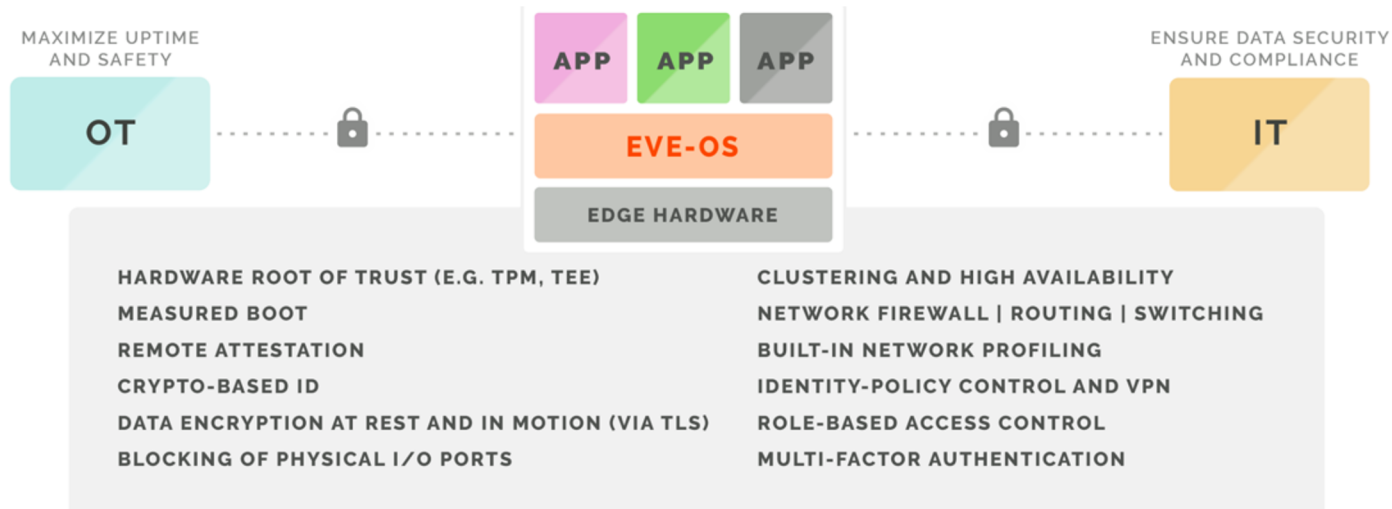 MAXIMIZE UPTIME
AND SAFETY
OT
APP
APP
APP
EVE-OS
EDGE HARDWARE
ENSURE DATA SECURITY
AND COMPLIANCE
IT
HARDWARE ROOT OF TRUST (E.G. TPM, TEE)
MEASURED BOOT
REMOTE ATTESTATION
CRYPTO-BASED ID
DATA ENCRYPTION AT REST AND IN MOTION (VIA TLS)
BLOCKING OF PHYSICAL I/O PORTS
CLUSTERING AND HIGH AVAILABILITY
NETWORK FIREWALL | ROUTING | SWITCHING
BUILT-IN NETWORK PROFILING
IDENTITY-POLICY CONTROL AND VPN
ROLE-BASED ACCESS CONTROL
MULTI-FACTOR AUTHENTICATION